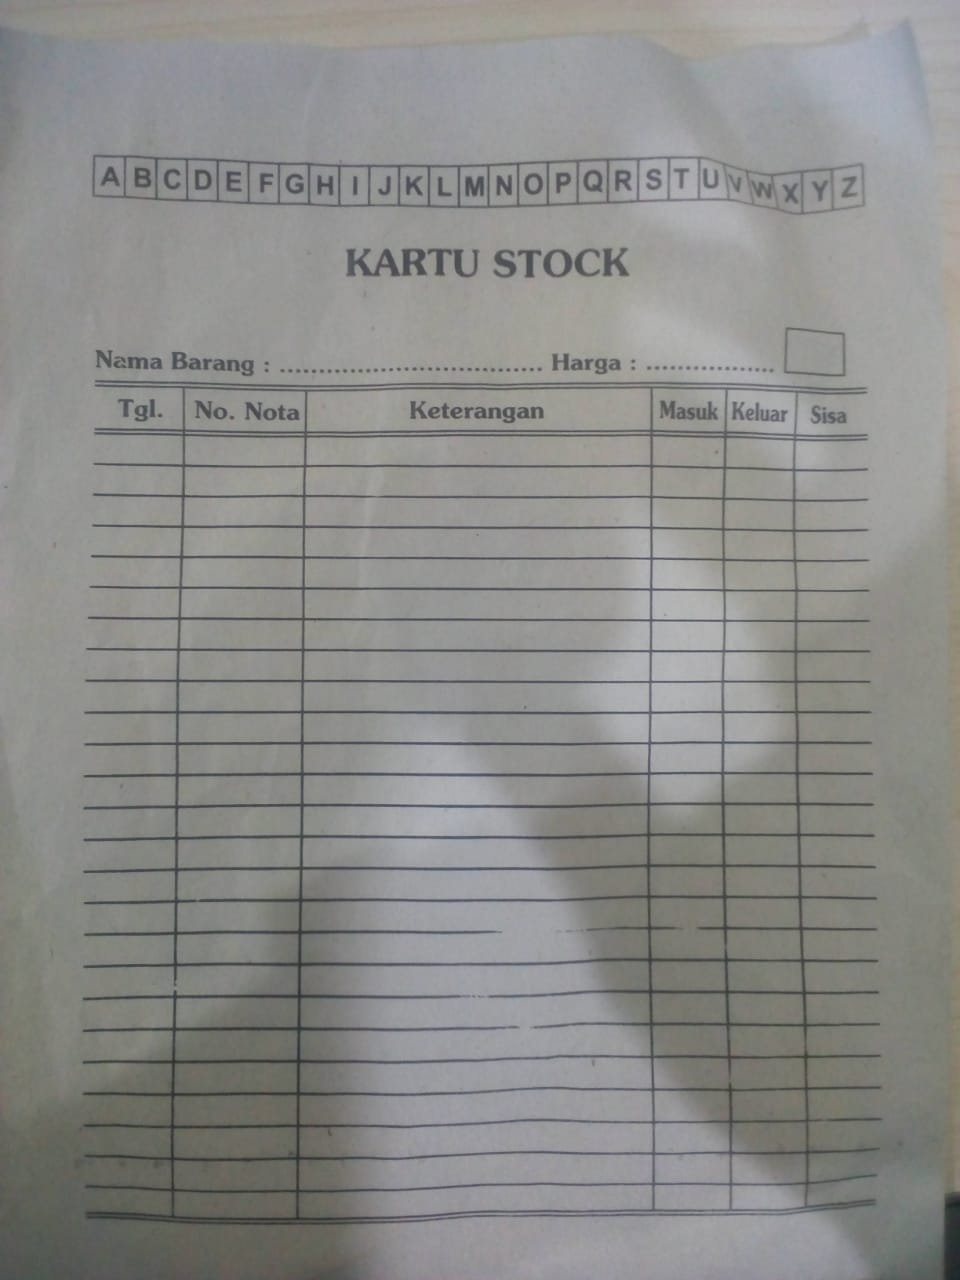 A B C D E F G H I J K L M N O P Q R S T U V W X Y Z
KARTU STOCK
Nama Barang : ................................. Harga : ................
Tgl. No. Nota Keterangan Masuk Keluar Sisa